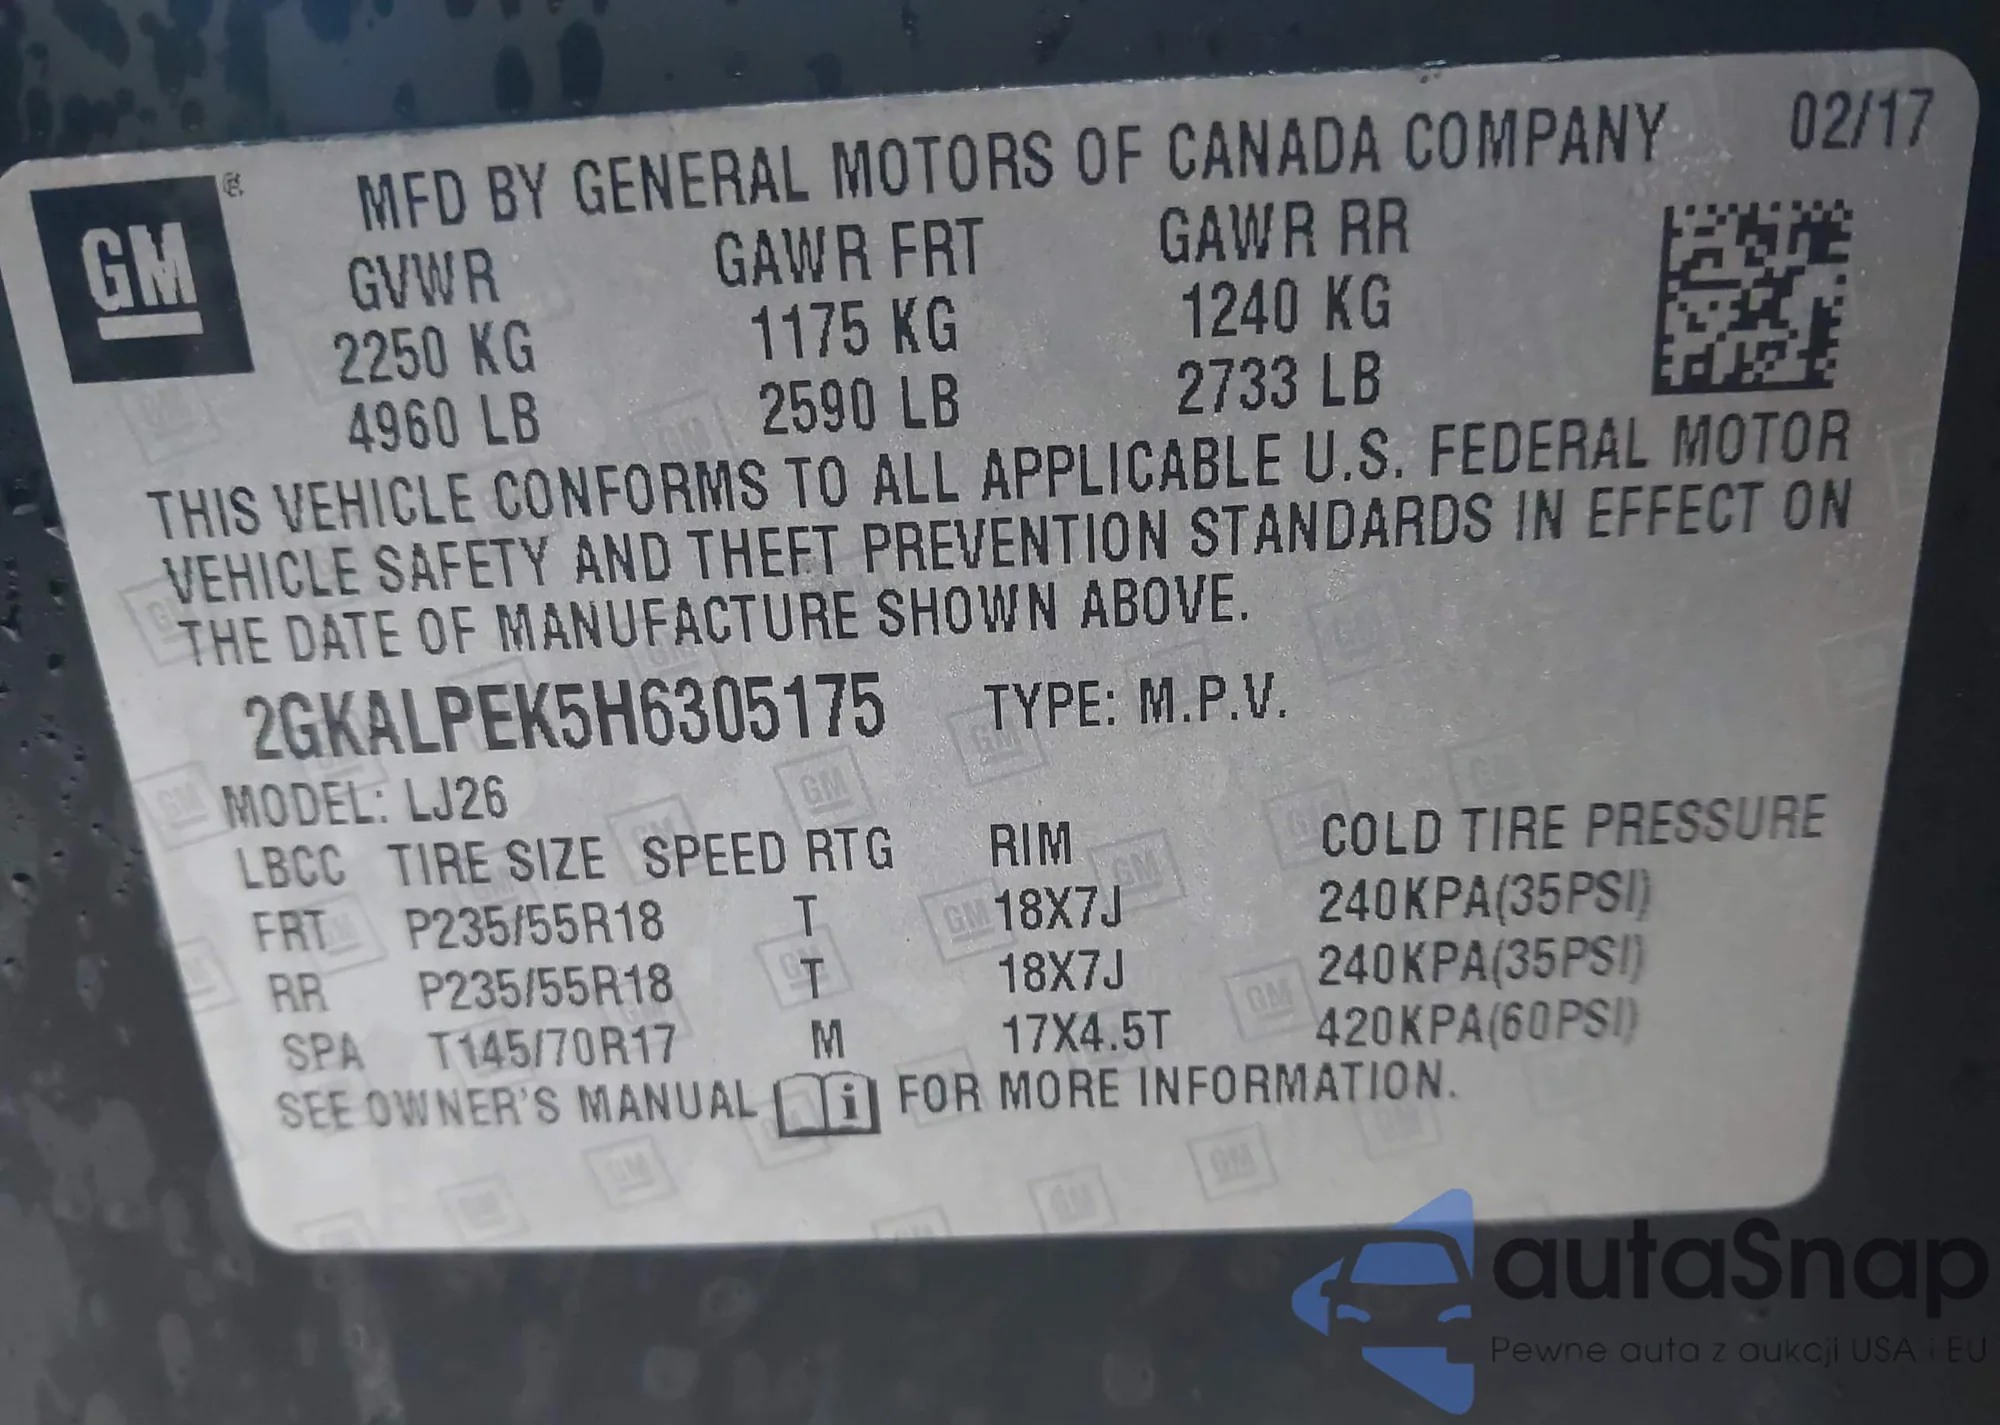 MFD BY GENERAL MOTORS OF CANADA COMPANY 02/17
GM
GVWR GAWR FRT GAWR RR
2250 KG 1175 KG 1240 KG
4960 LB 2590 LB 2733 LB
THIS VEHICLE CONFORMS TO ALL APPLICABLE U.S. FEDERAL MOTOR
VEHICLE SAFETY AND THEFT PREVENTION STANDARDS IN EFFECT ON
THE DATE OF MANUFACTURE SHOWN ABOVE.
2GKALPEK5H6305175 TYPE: M.P.V.
MODEL: LJ26
LBCC TIRE SIZE SPEED RTG RIM COLD TIRE PRESSURE
FRT P235/55R18 T 18X7J 240KPA(35PSI)
RR P235/55R18 T 18X7J 240KPA(35PSI)
SPA T145/70R17 M 17X4.5T 420KPA(60PSI)
SEE OWNER'S MANUAL i FOR MORE INFORMATION.
autaSnap
Pewne auta z aukcji USA i EU